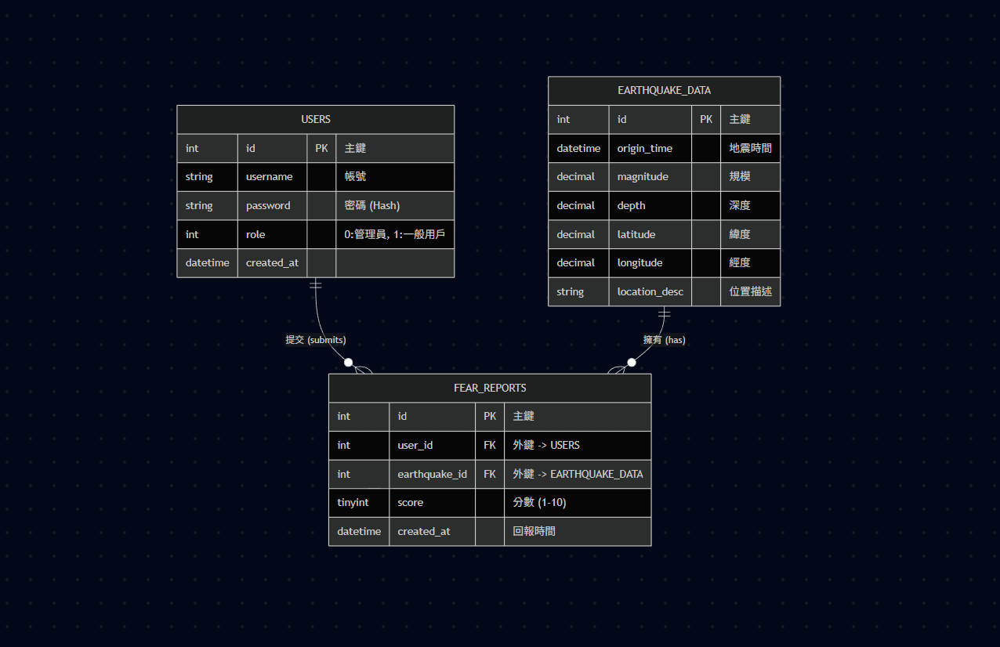 USERS
int id PK 主鍵
string username 帳號
string password 密碼 (Hash)
int role 0:管理員, 1:一般用戶
datetime created_at
EARTHQUAKE_DATA
int id PK 主鍵
datetime origin_time 地震時間
decimal magnitude 規模
decimal depth 深度
decimal latitude 緯度
decimal longitude 經度
string location_desc 位置描述
提交 (submits)
擁有 (has)
FEAR_REPORTS
int id PK 主鍵
int user_id FK 外鍵 -> USERS
int earthquake_id FK 外鍵 -> EARTHQUAKE_DATA
tinyint score 分數 (1-10)
datetime created_at 回報時間